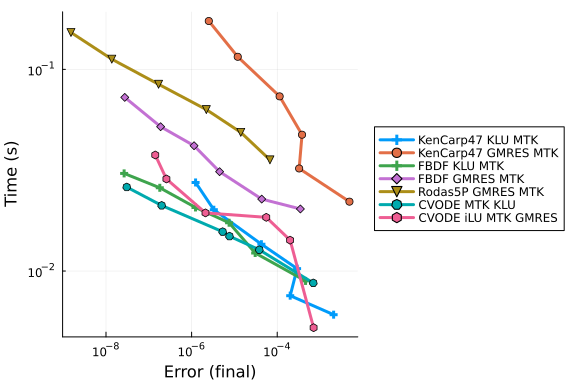 Time (s)
10⁻¹
10⁻²
10⁻⁸ 10⁻⁶ 10⁻⁴
Error (final)
KenCarp47 KLU MTK
KenCarp47 GMRES MTK
FBDF KLU MTK
FBDF GMRES MTK
Rodas5P GMRES MTK
CVODE MTK KLU
CVODE iLU MTK GMRES